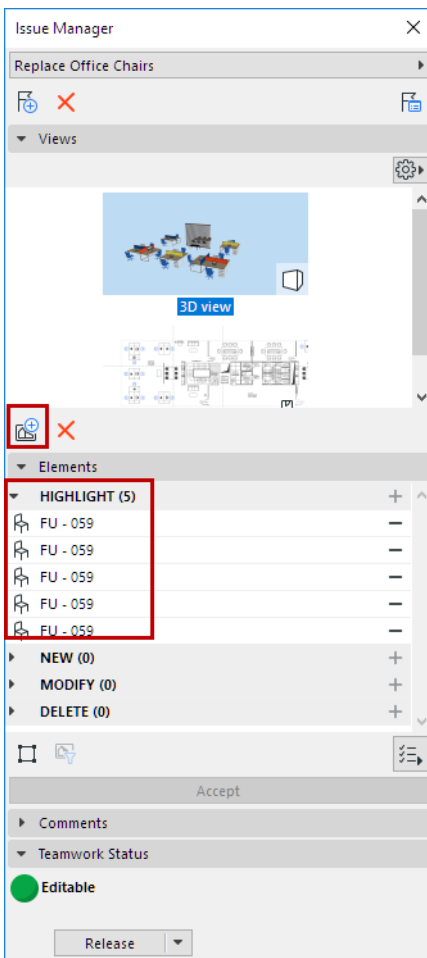 Issue Manager
Replace Office Chairs
Views
3D view
Elements
HIGHLIGHT (5)
FU - 059
FU - 059
FU - 059
FU - 059
FU - 059
NEW (0)
MODIFY (0)
DELETE (0)
Accept
Comments
Teamwork Status
Editable
Release